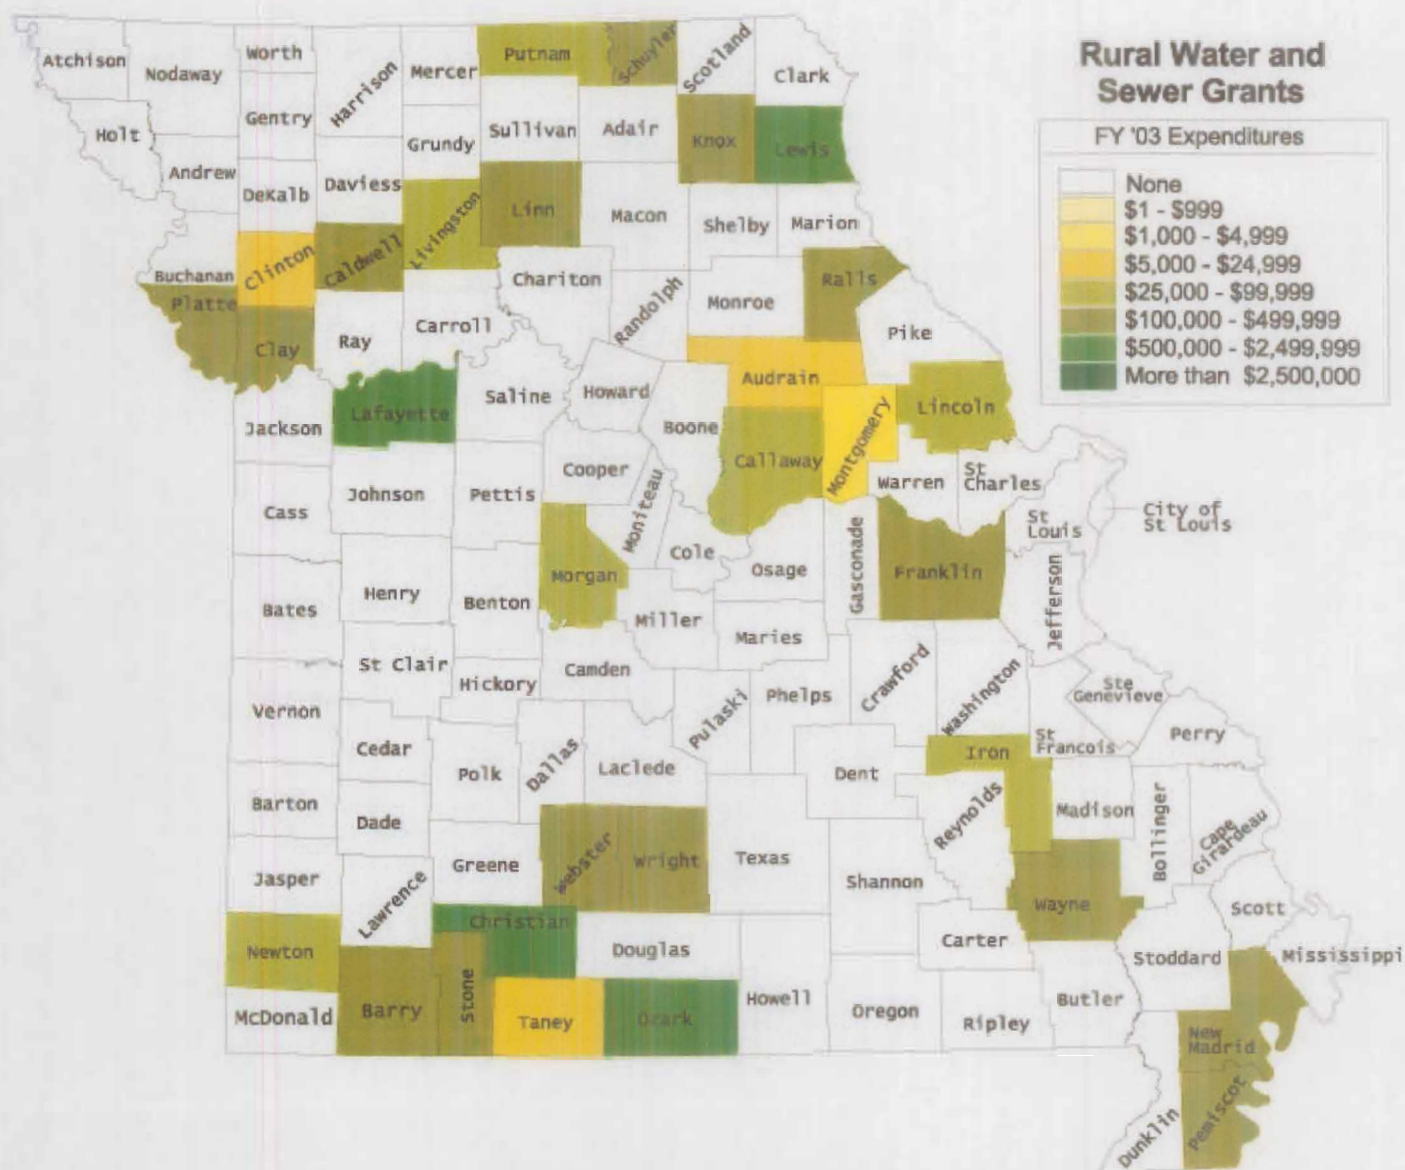 Rural Water and
Sewer Grants
FY '03 Expenditures
None
$1 - $999
$1,000 - $4,999
$5,000 - $24,999
$25,000 - $99,999
$100,000 - $499,999
$500,000 - $2,499,999
More than $2,500,000
Atchison
Nodaway
Worth
Harrison
Mercer
Putnam
Schuyler
Scotland
Clark
Holt
Gentry
Grundy
Sullivan
Adair
Knox
Lewis
Andrew
DeKalb
Daviess
Livingston
Linn
Macon
Shelby
Marion
Buchanan
Clinton
Caldwell
Chariton
Randolph
Monroe
Ralls
Platte
Clay
Ray
Carroll
Pike
Jackson
Lafayette
Saline
Howard
Boone
Audrain
Montgomery
Lincoln
Callaway
Warren
St
Charles
Cass
Johnson
Pettis
Cooper
Moniteau
Cole
Osage
Gasconade
Franklin
St
Louis
City of
St Louis
Jefferson
Bates
Henry
Benton
Morgan
Miller
Maries
St Clair
Hickory
Camden
Pulaski
Phelps
Crawford
Washington
Ste
Genevieve
St
Francois
Perry
Vernon
Cedar
Polk
Dallas
Laclede
Dent
Iron
Reynolds
Madison
Bollinger
Cape
Girardeau
Barton
Dade
Greene
Webster
Wright
Texas
Shannon
Wayne
Scott
Jasper
Lawrence
Christian
Douglas
Carter
Stoddard
Mississippi
Newton
Barry
Stone
Taney
Ozark
Howell
Oregon
Ripley
Butler
McDonald
New
Madrid
Pemiscot
Dunklin